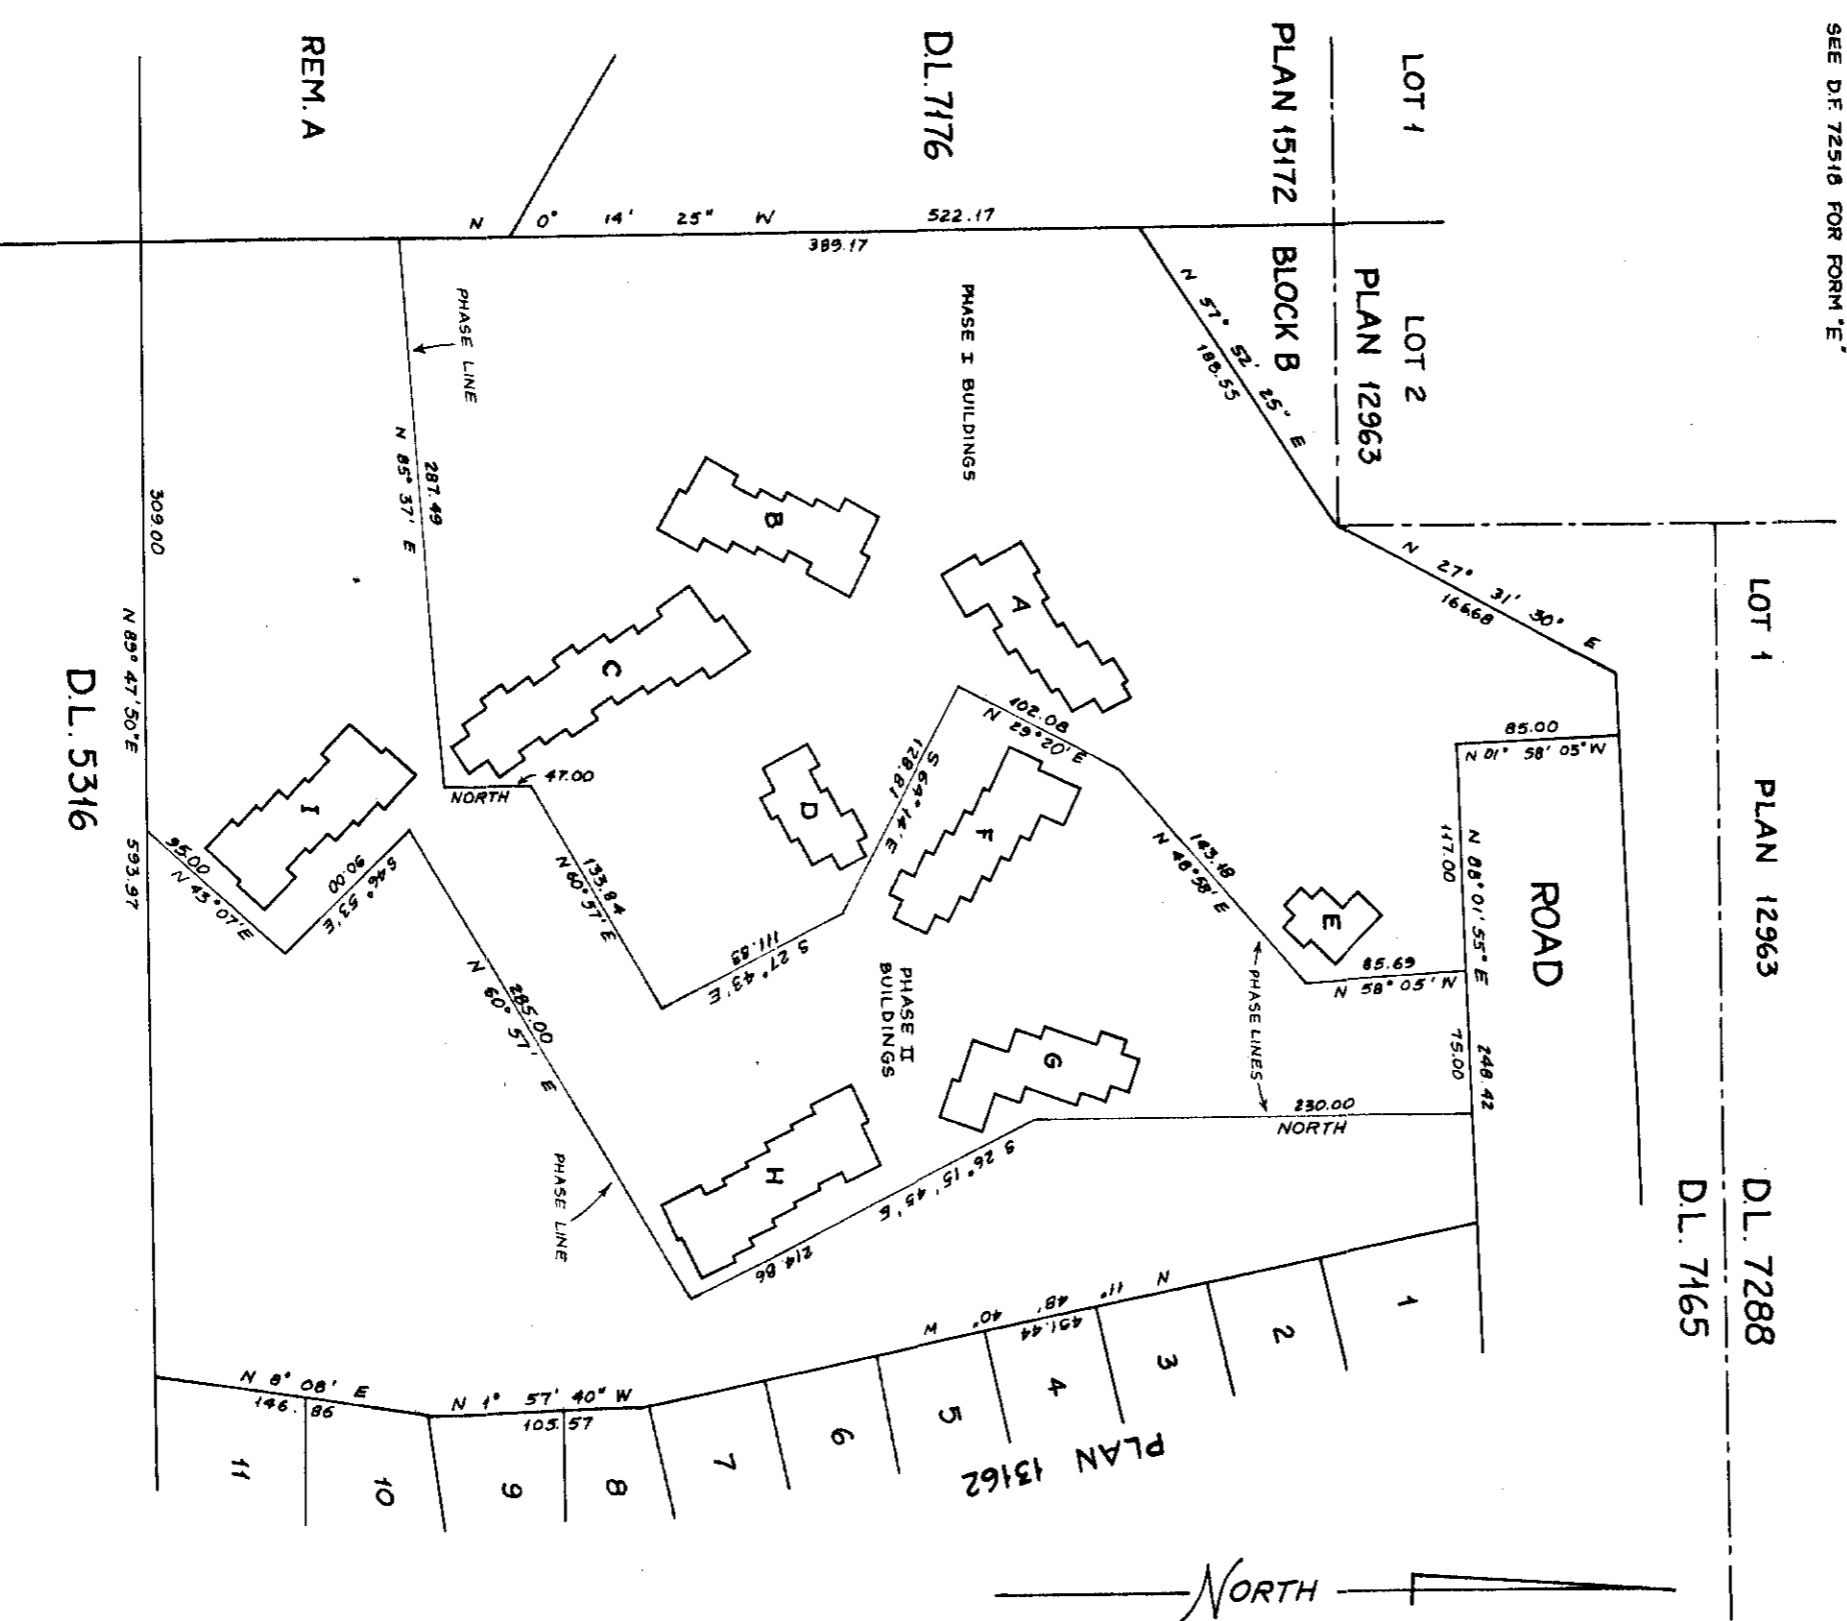 SEE D.F. 72518 FOR FORM "E"
LOT 1
PLAN 15172 BLOCK B
LOT 2
PLAN 12963
D.L. 7176
REM. A
LOT 1 PLAN 12963
D.L. 7288
D.L. 7165
ROAD
N 0° 14' 25" W 522.17
389.17
N 57° 52' 25" E
188.55
N 27° 31' 30" E
166.68
85.00
N 01° 58' 05" W
N 88° 01' 55" E 248.42
117.00
75.00
85.69
N 58° 05' W
143.18
N 48° 58' E
102.08
N 29° 20' E
S 64° 14' E
128.81
S 27° 43' E
111.83
133.84
N 60° 57' E
47.00
NORTH
287.49
N 85° 37' E
PHASE LINE
PHASE I BUILDINGS
PHASE II
BUILDINGS
PHASE LINES
230.00
NORTH
S 26° 15' 45" E
214.86
285.00
N 60° 57' E
PHASE LINE
S 46° 53' E
90.00
95.00
N 43° 07' E
309.00
N 89° 47' 50" E 593.97
D.L. 5316
A
B
C
D
E
F
G
H
I
N 11° 48' 40" W
451.44
N 1° 57' 40" W
105.57
N 8° 08' E
146.86
1
2
3
4
5
6
7
8
9
10
11
PLAN 13162
NORTH